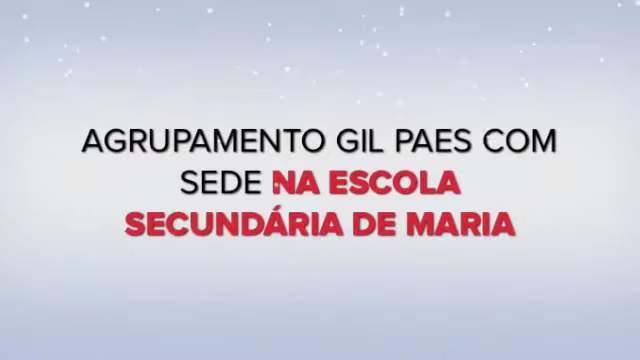 AGRUPAMENTO GIL PAES COM
SEDE NA ESCOLA
SECUNDÁRIA DE MARIA